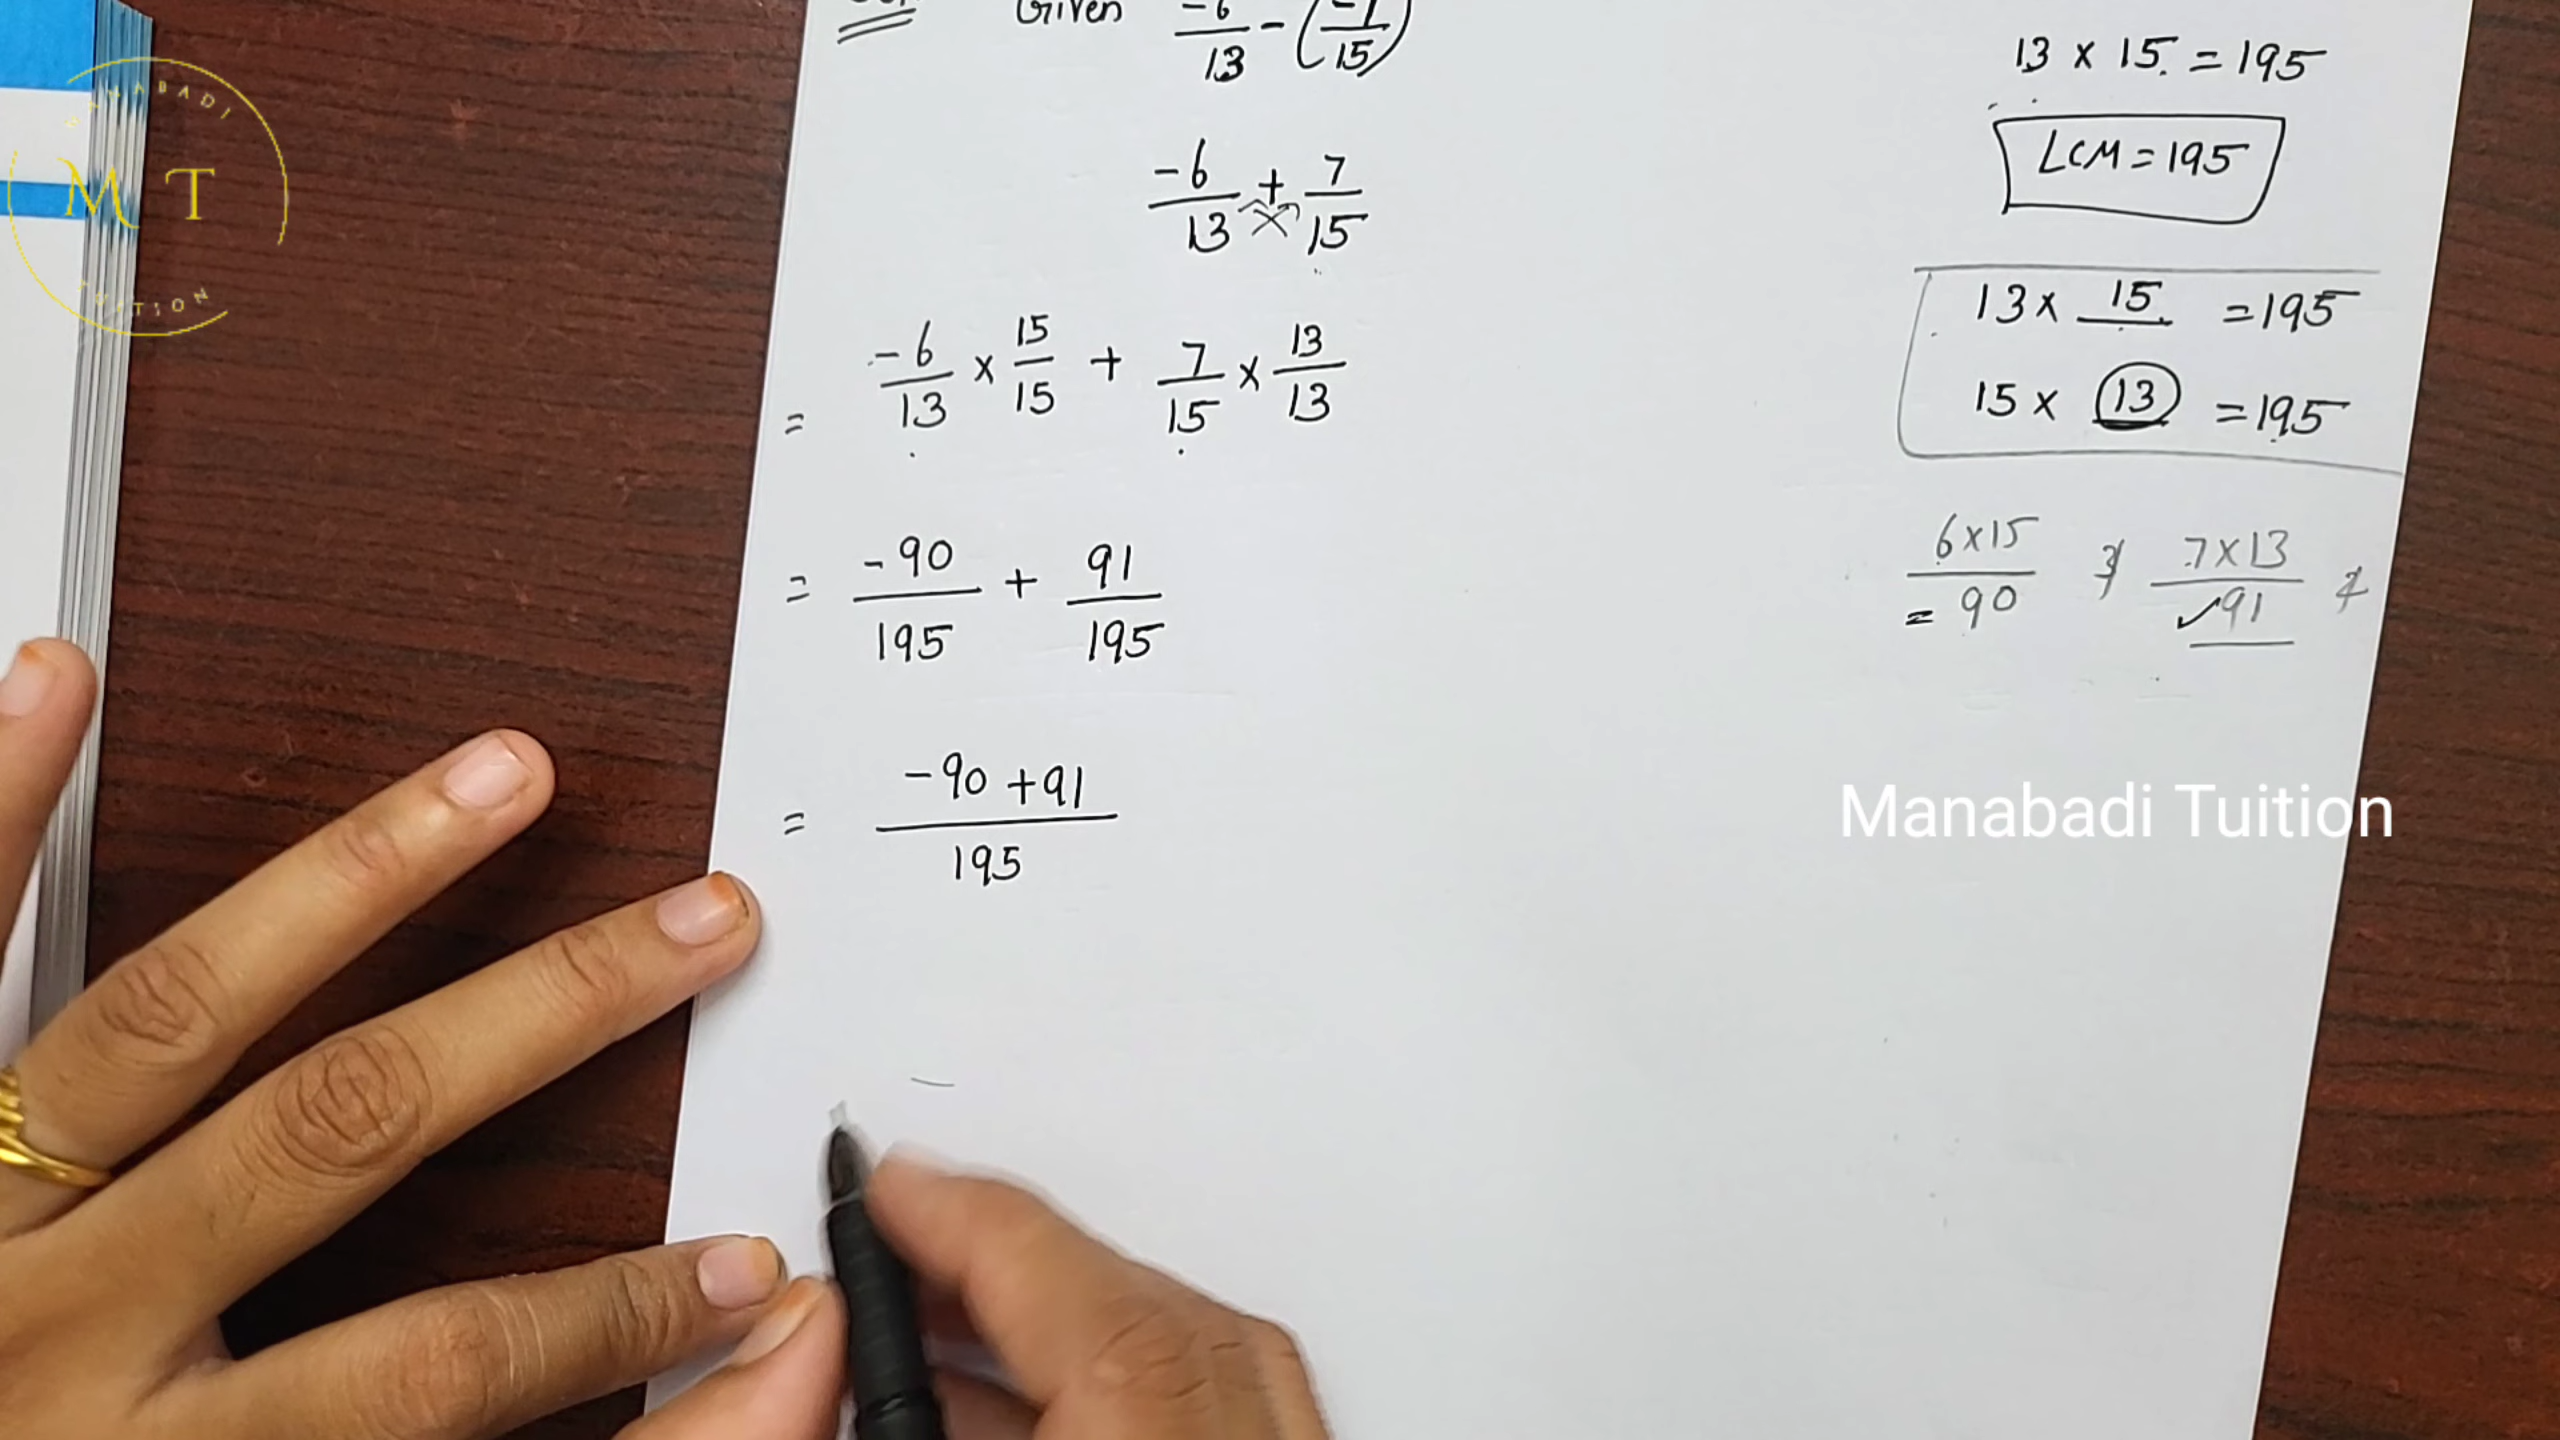 Given -6/13 - (-7/15)
-6/13 + 7/15
= -6/13 × 15/15 + 7/15 × 13/13
= -90/195 + 91/195
= -90 + 91/195
13 × 15 = 195
LCM = 195
13 × 15 = 195
15 × 13 = 195
6×15 7×13
= 90 91
M T
TUITION
Manabadi Tuition